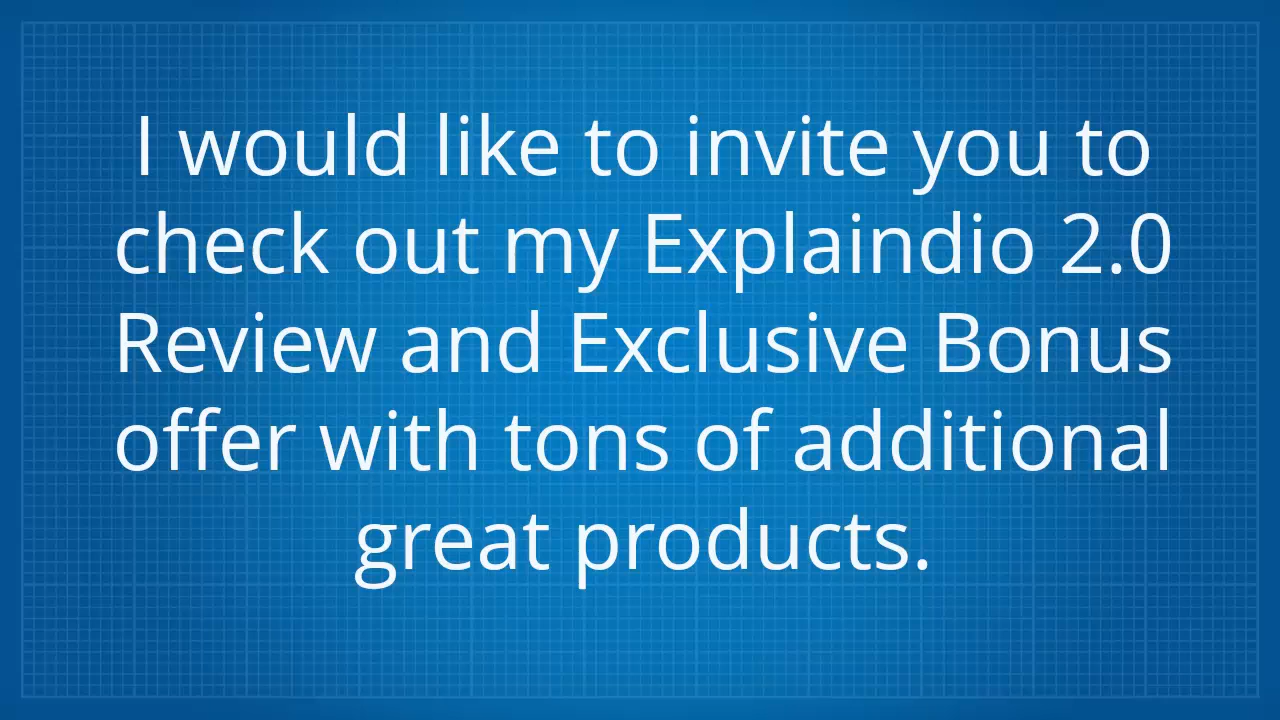 I would like to invite you to
check out my Explaindio 2.0
Review and Exclusive Bonus
offer with tons of additional
great products.